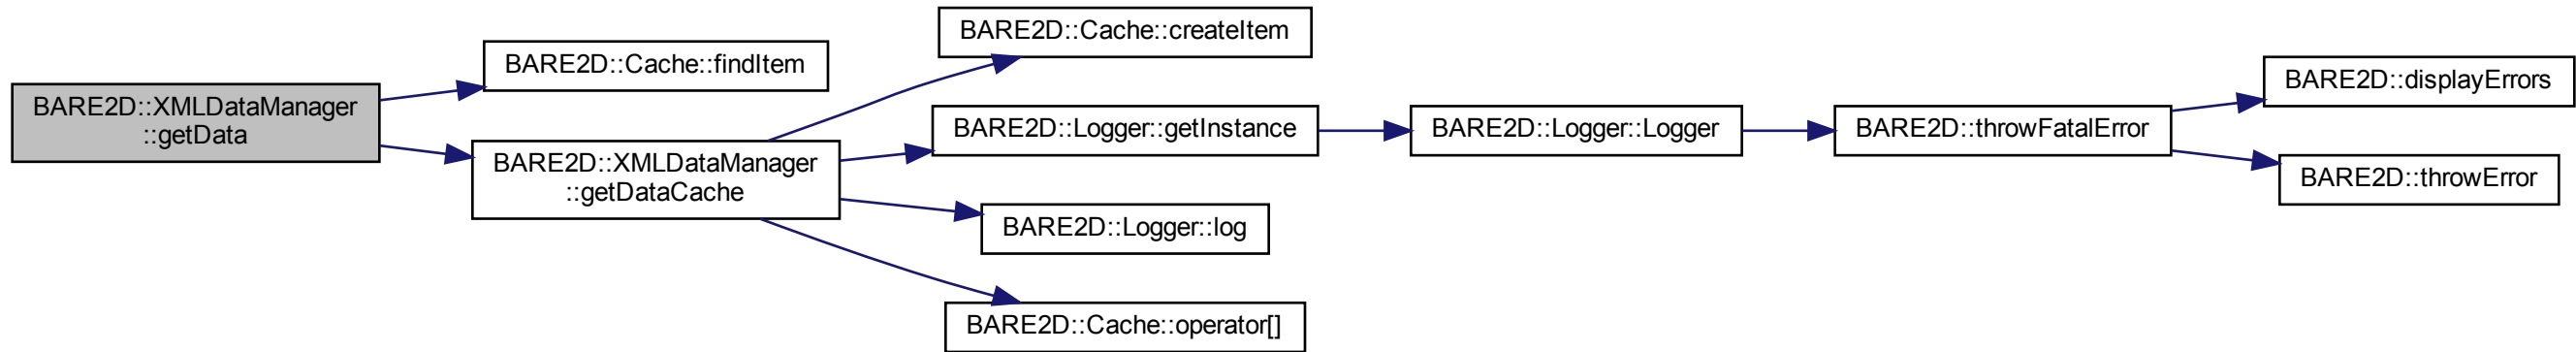 BARE2D::XMLDataManager
::getData
BARE2D::Cache::findItem
BARE2D::XMLDataManager
::getDataCache
BARE2D::Cache::createItem
BARE2D::Logger::getInstance
BARE2D::Logger::log
BARE2D::Cache::operator[]
BARE2D::Logger::Logger
BARE2D::throwFatalError
BARE2D::displayErrors
BARE2D::throwError